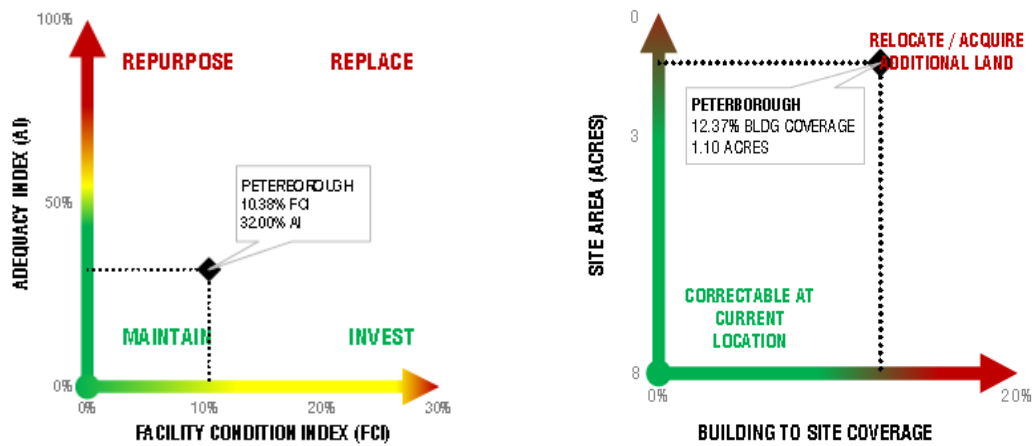 100%
REPURPOSE
REPLACE
ADEQUACY INDEX (AI)
50%
PETERBOROUGH
10.38% FCI
32.00% AI
MAINTAIN
INVEST
0%
0%
10%
20%
30%
FACILITY CONDITION INDEX (FCI)
0
RELOCATE / ACQUIRE
ADDITIONAL LAND
PETERBOROUGH
12.37% BLDG COVERAGE
1.10 ACRES
3
SITE AREA (ACRES)
CORRECTABLE AT
CURRENT
LOCATION
8
0%
20%
BUILDING TO SITE COVERAGE